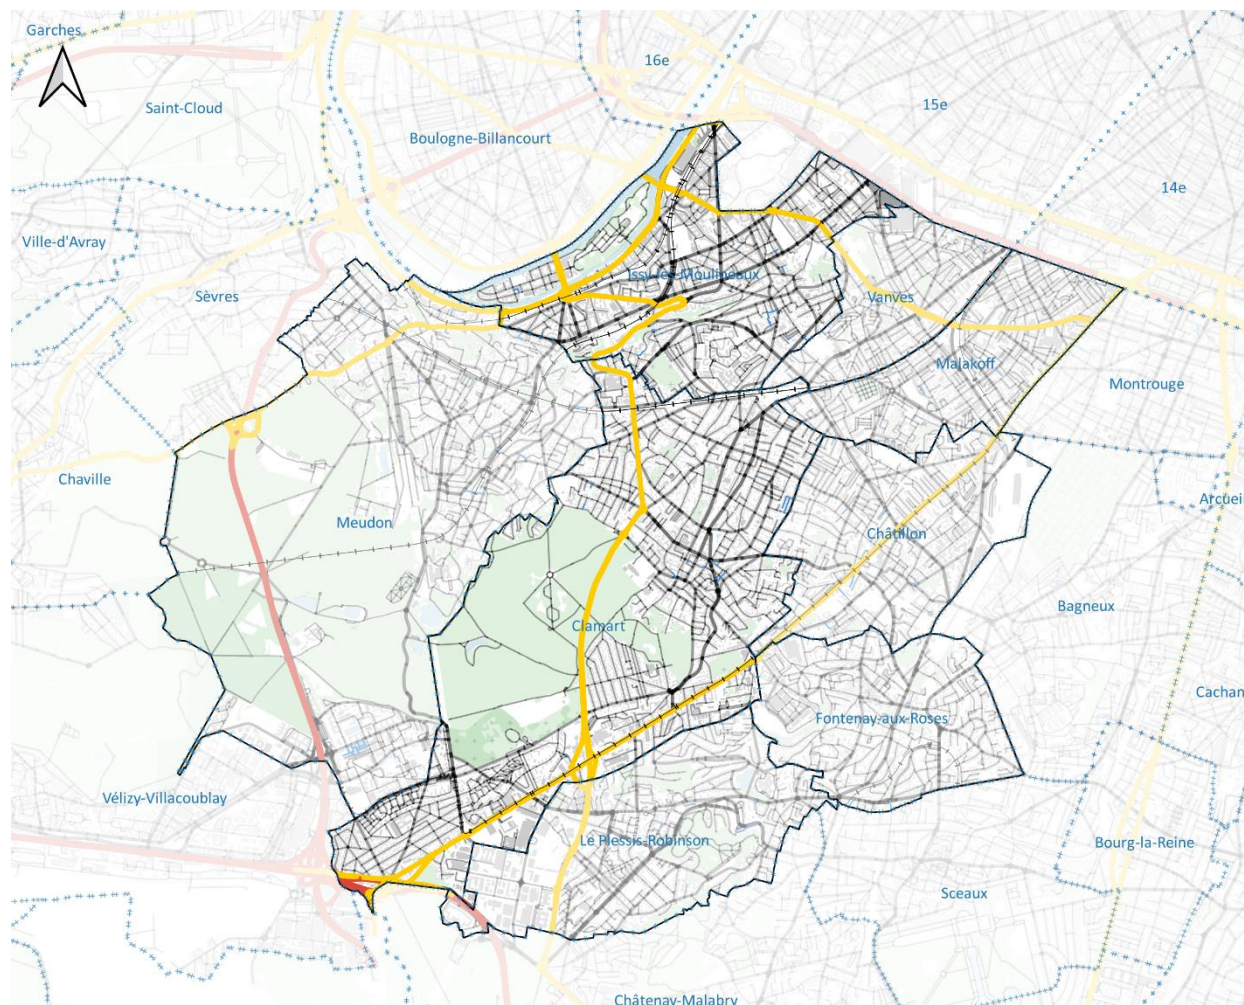 Garches
16e
Saint-Cloud
15e
Boulogne-Billancourt
14e
Ville-d'Avray
Issy-les-Moulineaux
Sèvres
Vanves
Malakoff
Montrouge
Chaville
Arcueil
Meudon
Châtillon
Bagneux
Clamart
Cachan
Fontenay-aux-Roses
Vélizy-Villacoublay
Le Plessis-Robinson
Bourg-la-Reine
Sceaux
Châtenay-Malabry